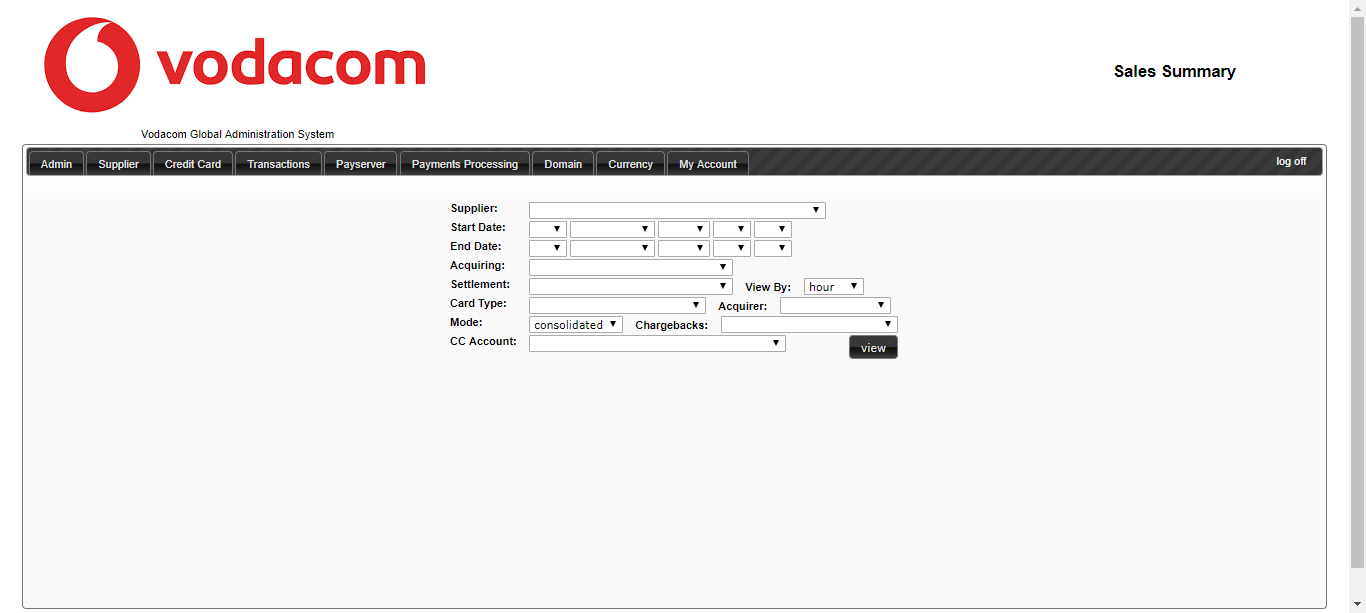 vodacom
Sales Summary
Vodacom Global Administration System
Admin Supplier Credit Card Transactions Payserver Payments Processing Domain Currency My Account log off
Supplier:
Start Date:
End Date:
Acquiring:
Settlement: View By: hour
Card Type: Acquirer:
Mode: consolidated Chargebacks:
CC Account: view